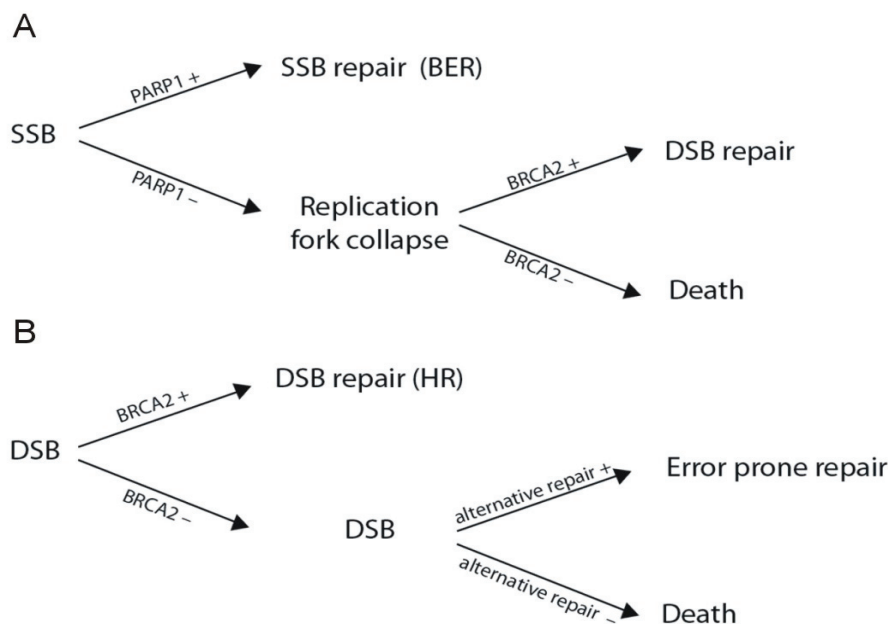 A
SSB
PARP1 +
SSB repair (BER)
PARP1 –
Replication
fork collapse
BRCA2 +
DSB repair
BRCA2 –
Death
B
DSB
BRCA2 +
DSB repair (HR)
BRCA2 –
DSB
alternative repair +
Error prone repair
alternative repair –
Death